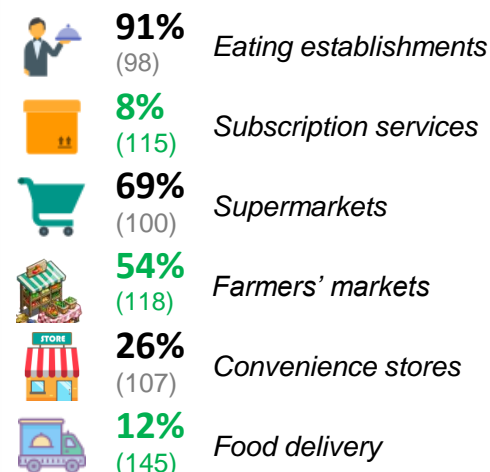 91%
(98)
Eating establishments
8%
(115)
Subscription services
69%
(100)
Supermarkets
54%
(118)
Farmers’ markets
STORE
26%
(107)
Convenience stores
12%
(145)
Food delivery